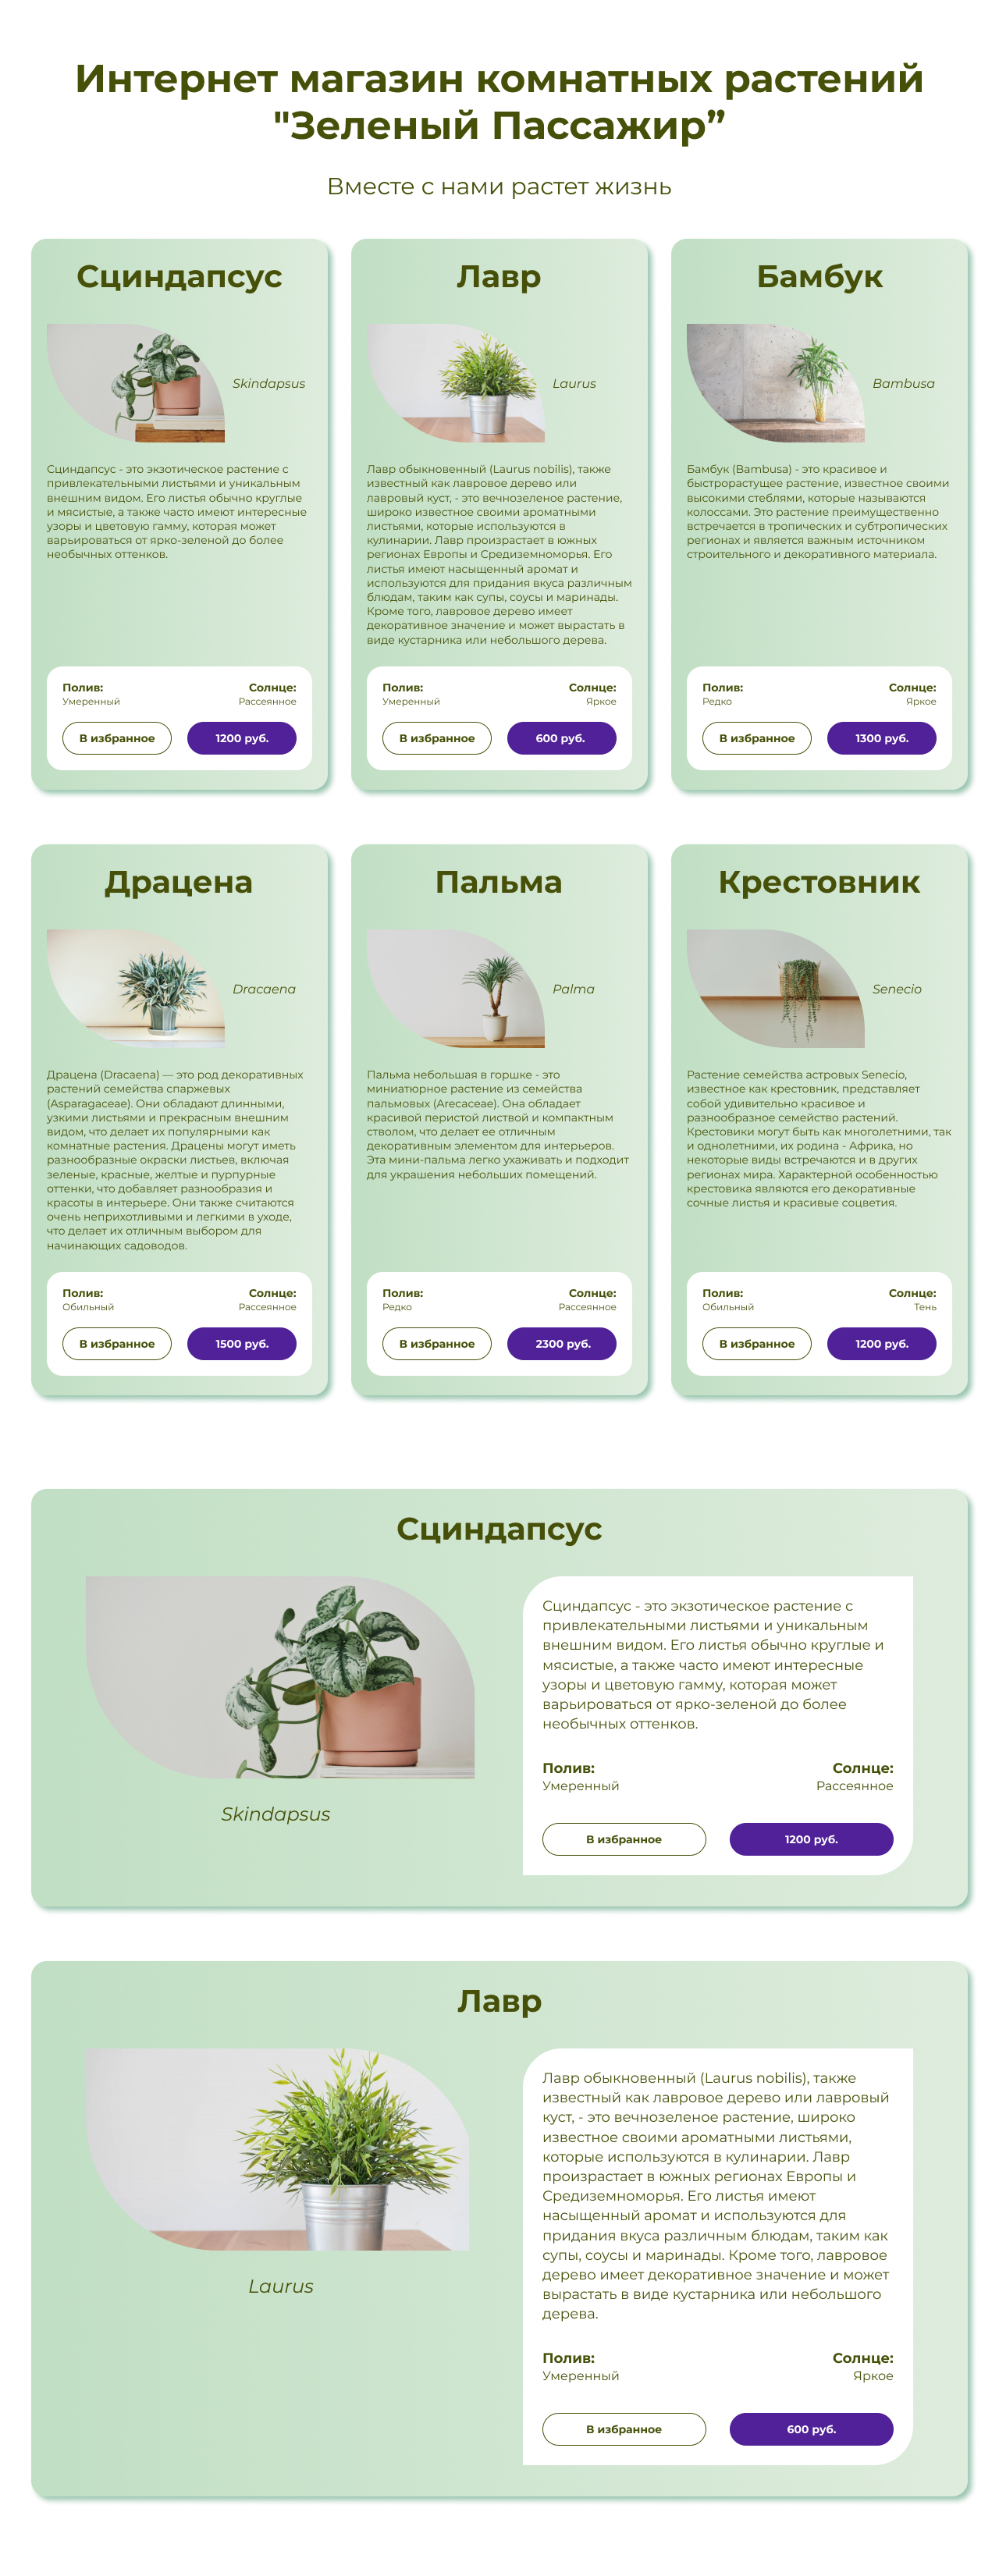 Интернет магазин комнатных растений
"Зеленый Пассажир”
Вместе с нами растет жизнь
Сциндапсус
Skindapsus
Сциндапсус - это экзотическое растение с
привлекательными листьями и уникальным
внешним видом. Его листья обычно круглые
и мясистые, а также часто имеют интересные
узоры и цветовую гамму, которая может
варьироваться от ярко-зеленой до более
необычных оттенков.
Полив:
Солнце:
Умеренный
Рассеянное
В избранное
1200 руб.
Лавр
Laurus
Лавр обыкновенный (Laurus nobilis), также
известный как лавровое дерево или
лавровый куст, - это вечнозеленое растение,
широко известное своими ароматными
листьями, которые используются в
кулинарии. Лавр произрастает в южных
регионах Европы и Средиземноморья. Его
листья имеют насыщенный аромат и
используются для придания вкуса различным
блюдам, таким как супы, соусы и маринады.
Кроме того, лавровое дерево имеет
декоративное значение и может вырастать в
виде кустарника или небольшого дерева.
Полив:
Солнце:
Умеренный
Яркое
В избранное
600 руб.
Бамбук
Bambusa
Бамбук (Bambusa) - это красивое и
быстрорастущее растение, известное своими
высокими стеблями, которые называются
колоссами. Это растение преимущественно
встречается в тропических и субтропических
регионах и является важным источником
строительного и декоративного материала.
Полив:
Солнце:
Редко
Яркое
В избранное
1300 руб.
Драцена
Dracaena
Драцена (Dracaena) — это род декоративных
растений семейства спаржевых
(Asparagaceae). Они обладают длинными,
узкими листьями и прекрасным внешним
видом, что делает их популярными как
комнатные растения. Драцены могут иметь
разнообразные окраски листьев, включая
зеленые, красные, желтые и пурпурные
оттенки, что добавляет разнообразия и
красоты в интерьере. Они также считаются
очень неприхотливыми и легкими в уходе,
что делает их отличным выбором для
начинающих садоводов.
Полив:
Солнце:
Обильный
Рассеянное
В избранное
1500 руб.
Пальма
Palma
Пальма небольшая в горшке - это
миниатюрное растение из семейства
пальмовых (Arecaceae). Она обладает
красивой перистой листвой и компактным
стволом, что делает ее отличным
декоративным элементом для интерьеров.
Эта мини-пальма легко ухаживать и подходит
для украшения небольших помещений.
Полив:
Солнце:
Редко
Рассеянное
В избранное
2300 руб.
Крестовник
Senecio
Растение семейства астровых Senecio,
известное как крестовник, представляет
собой удивительно красивое и
разнообразное семейство растений.
Крестовики могут быть как многолетними, так
и однолетними, их родина - Африка, но
некоторые виды встречаются и в других
регионах мира. Характерной особенностью
крестовика являются его декоративные
сочные листья и красивые соцветия.
Полив:
Солнце:
Обильный
Тень
В избранное
1200 руб.
Сциндапсус
Skindapsus
Сциндапсус - это экзотическое растение с
привлекательными листьями и уникальным
внешним видом. Его листья обычно круглые и
мясистые, а также часто имеют интересные
узоры и цветовую гамму, которая может
варьироваться от ярко-зеленой до более
необычных оттенков.
Полив:
Солнце:
Умеренный
Рассеянное
В избранное
1200 руб.
Лавр
Laurus
Лавр обыкновенный (Laurus nobilis), также
известный как лавровое дерево или лавровый
куст, - это вечнозеленое растение, широко
известное своими ароматными листьями,
которые используются в кулинарии. Лавр
произрастает в южных регионах Европы и
Средиземноморья. Его листья имеют
насыщенный аромат и используются для
придания вкуса различным блюдам, таким как
супы, соусы и маринады. Кроме того, лавровое
дерево имеет декоративное значение и может
вырастать в виде кустарника или небольшого
дерева.
Полив:
Солнце:
Умеренный
Яркое
В избранное
600 руб.